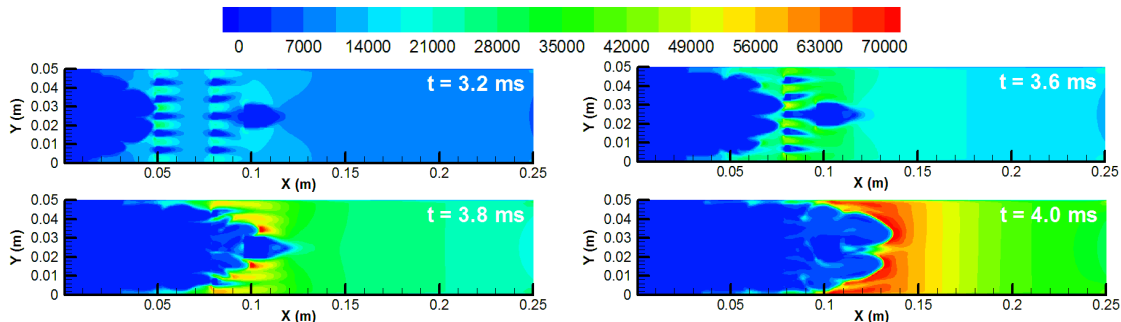 0 7000 14000 21000 28000 35000 42000 49000 56000 63000 70000
0.05 0.04 0.03 0.02 0.01 0
Y (m)
t = 3.2 ms
0.05 0.1 0.15 0.2 0.25
X (m)
0.05 0.04 0.03 0.02 0.01 0
Y (m)
t = 3.6 ms
0.05 0.1 0.15 0.2 0.25
X (m)
0.05 0.04 0.03 0.02 0.01 0
Y (m)
t = 3.8 ms
0.05 0.1 0.15 0.2 0.25
X (m)
0.05 0.04 0.03 0.02 0.01 0
Y (m)
t = 4.0 ms
0.05 0.1 0.15 0.2 0.25
X (m)